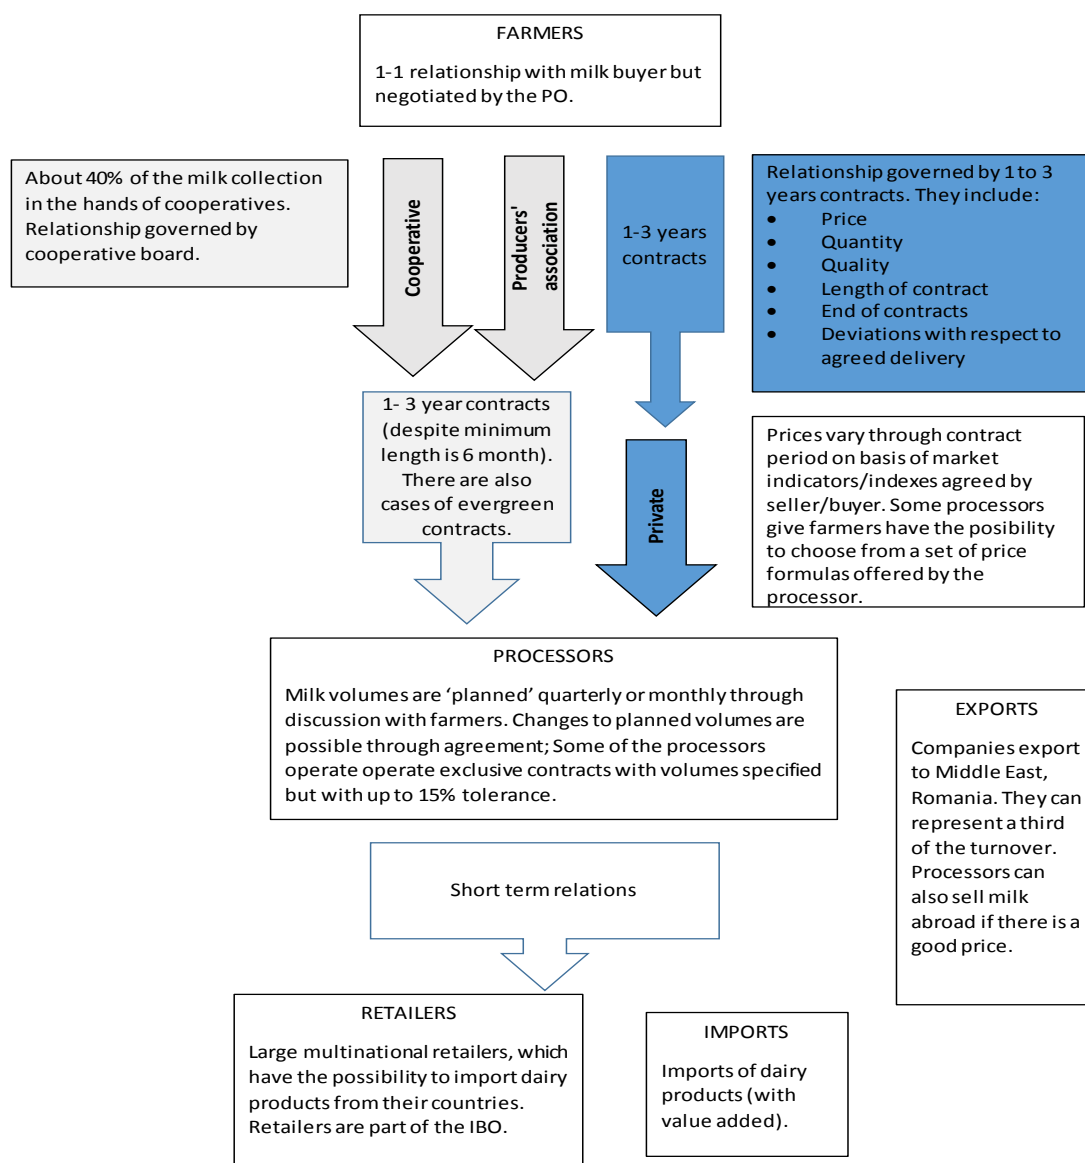 FARMERS
1-1 relationship with milk buyer but
negotiated by the PO.
About 40% of the milk collection
in the hands of cooperatives.
Relationship governed by
cooperative board.
Cooperative
Producers'
association
1-3 years
contracts
Relationship governed by 1 to 3
years contracts. They include:
• Price
• Quantity
• Quality
• Length of contract
• End of contracts
• Deviations with respect to
agreed delivery
1- 3 year contracts
(despite minimum
length is 6 month).
There are also
cases of evergreen
contracts.
Private
Prices vary through contract
period on basis of market
indicators/indexes agreed by
seller/buyer. Some processors
give farmers have the posibility
to choose from a set of price
formulas offered by the
processor.
PROCESSORS
Milk volumes are ‘planned’ quarterly or monthly through
discussion with farmers. Changes to planned volumes are
possible through agreement; Some of the processors
operate operate exclusive contracts with volumes specified
but with up to 15% tolerance.
EXPORTS
Companies export
to Middle East,
Romania. They can
represent a third
of the turnover.
Processors can
also sell milk
abroad if there is a
good price.
Short term relations
RETAILERS
Large multinational retailers, which
have the possibility to import dairy
products from their countries.
Retailers are part of the IBO.
IMPORTS
Imports of dairy
products (with
value added).